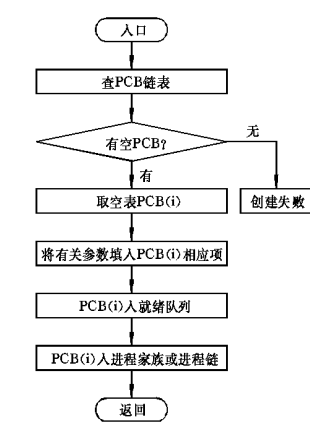 入口
查PCB链表
有空PCB?
无
有
取空表PCB(i)
创建失败
将有关参数填入PCB(i)相应项
PCB(i)入就绪队列
PCB(i)入进程家族或进程链
返回